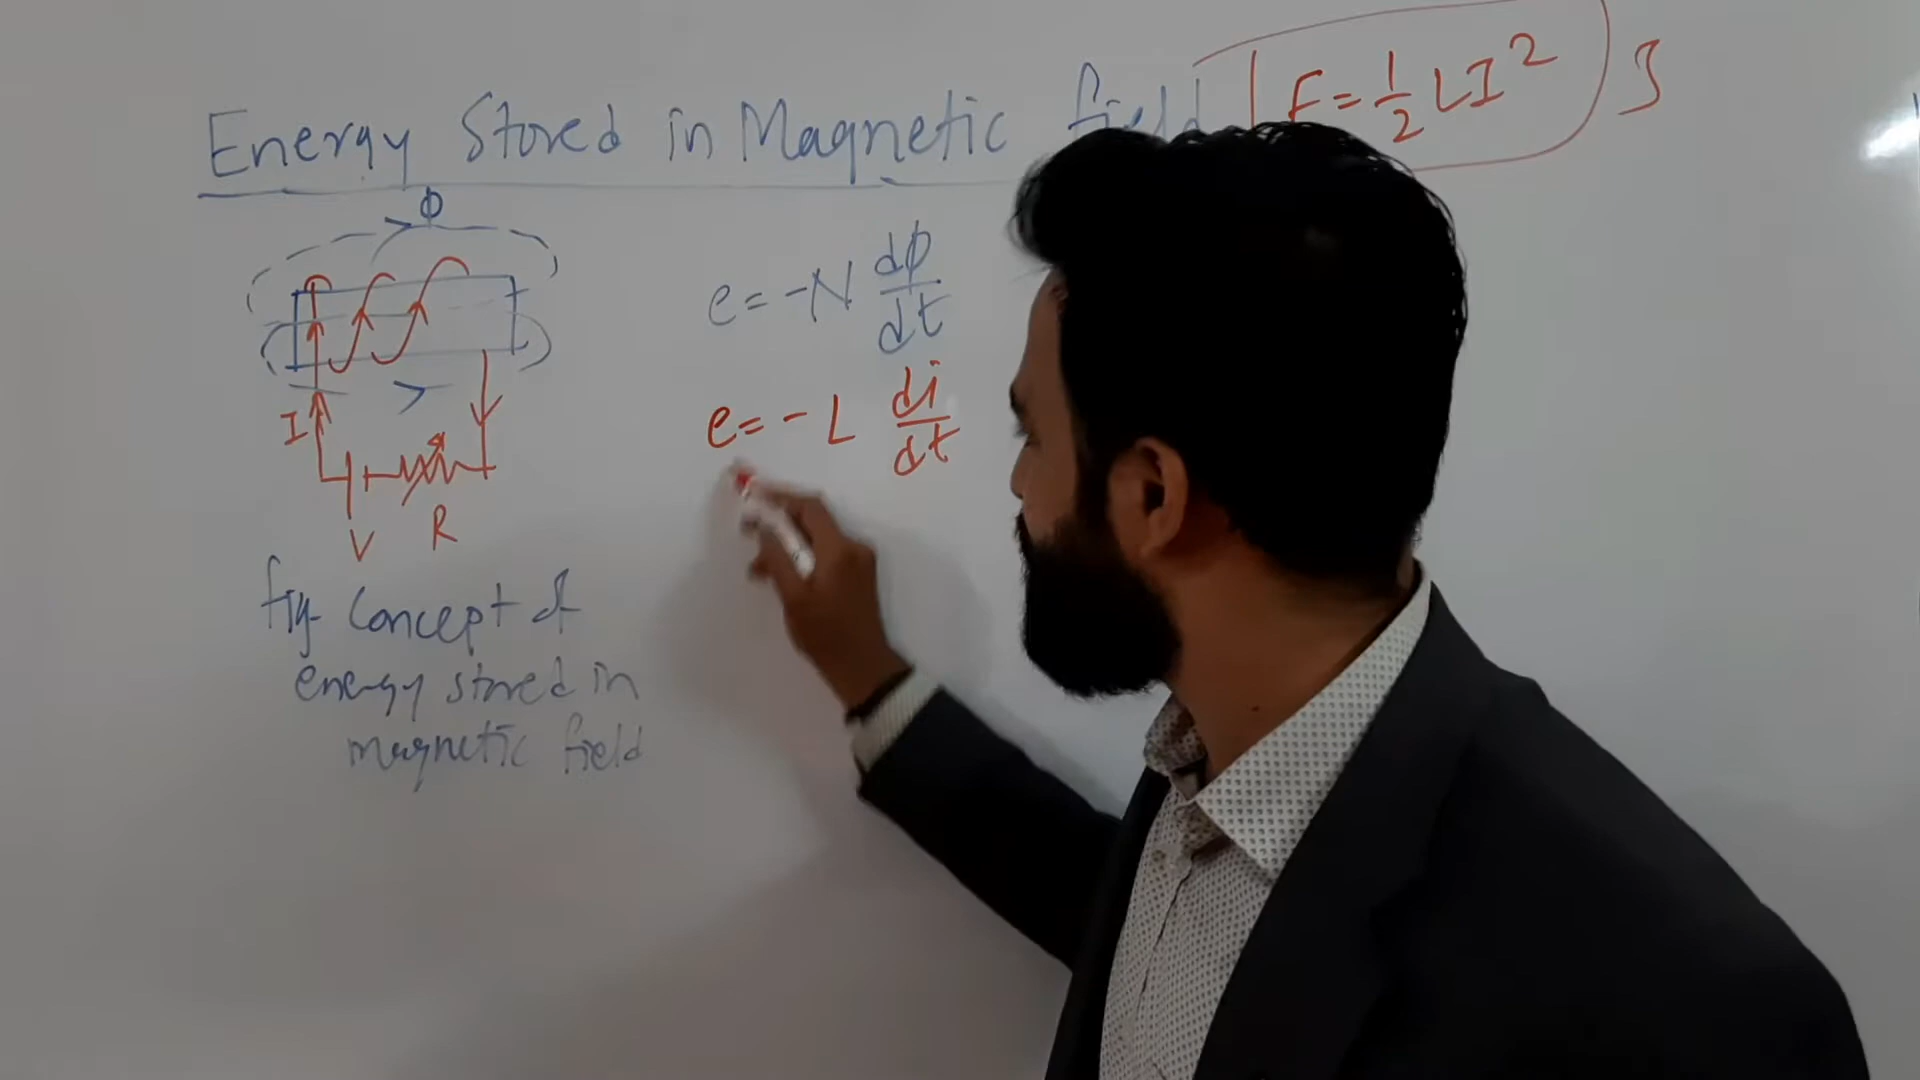 Energy Stored in Magnetic field
E = 1/2 LI² J
Φ
I
V
R
e = -N dϕ/dt
e = - L di/dt
fig- Concept of
energy stored in
magnetic field